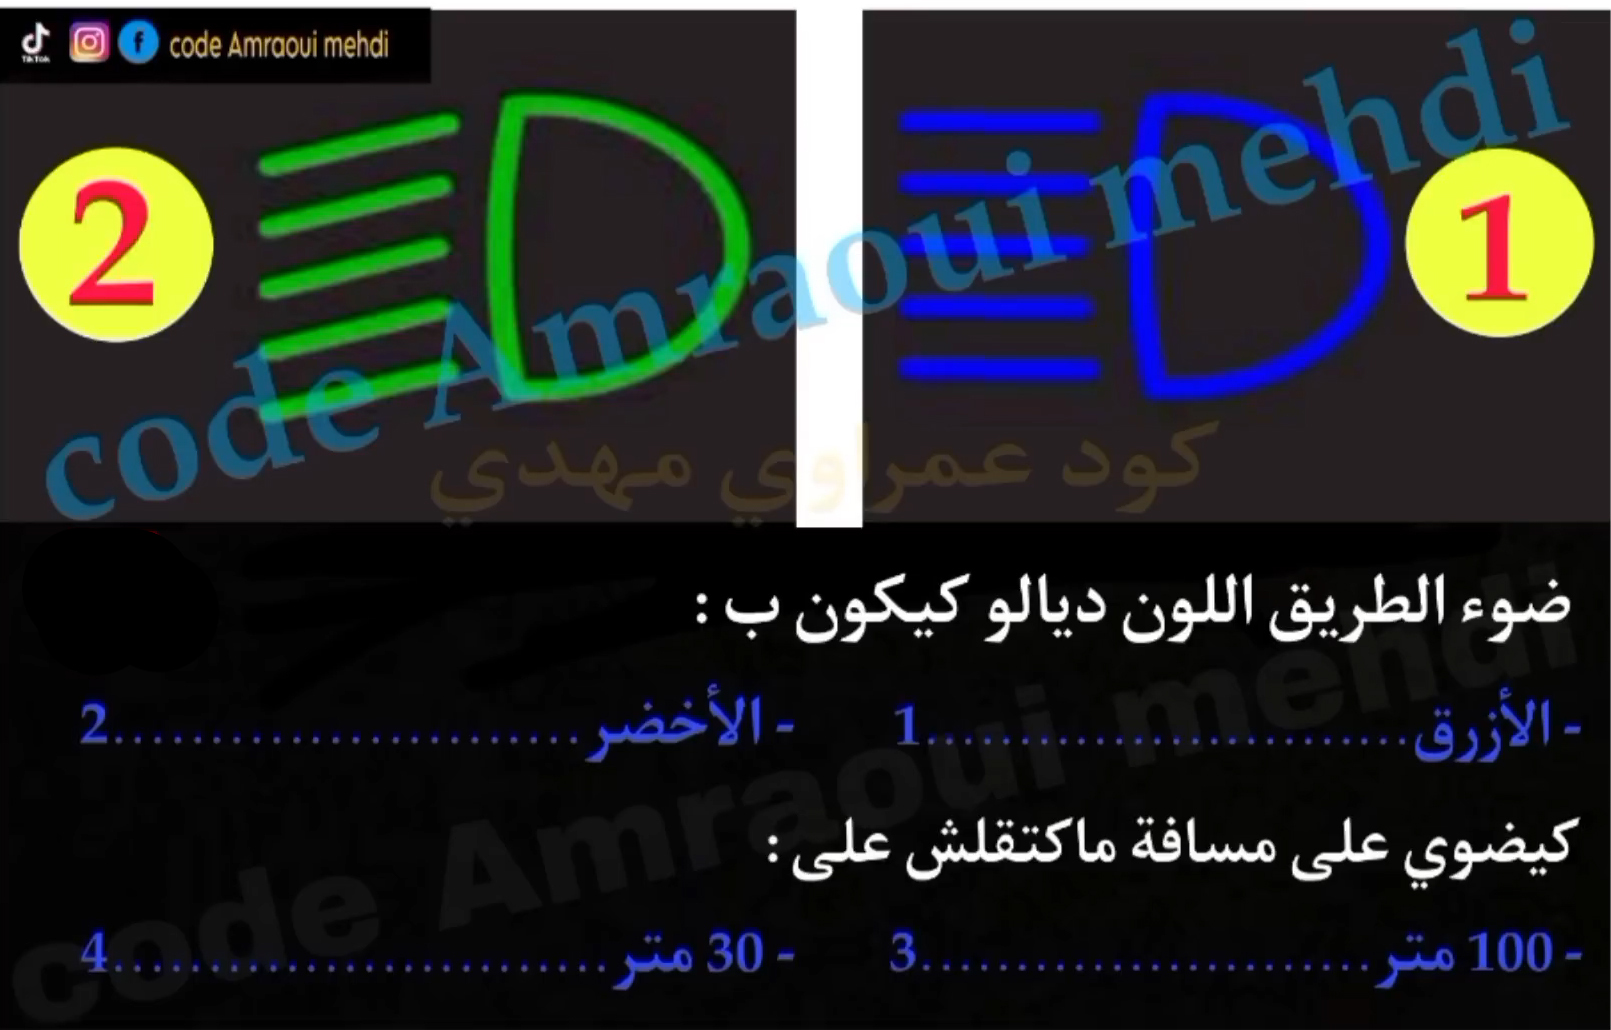 TikTok code Amraoui mehdi
1
2
code Amraoui mehdi
كود عمراوي مهدي
ضوء الطريق اللون ديالو كيكون ب :
- الأزرق.........................1 - الأخضر........................2
كيضوي على مسافة ماكتقلش على :
- 100 متر........................3 - 30 متر..........................4
code Amraoui mehdi